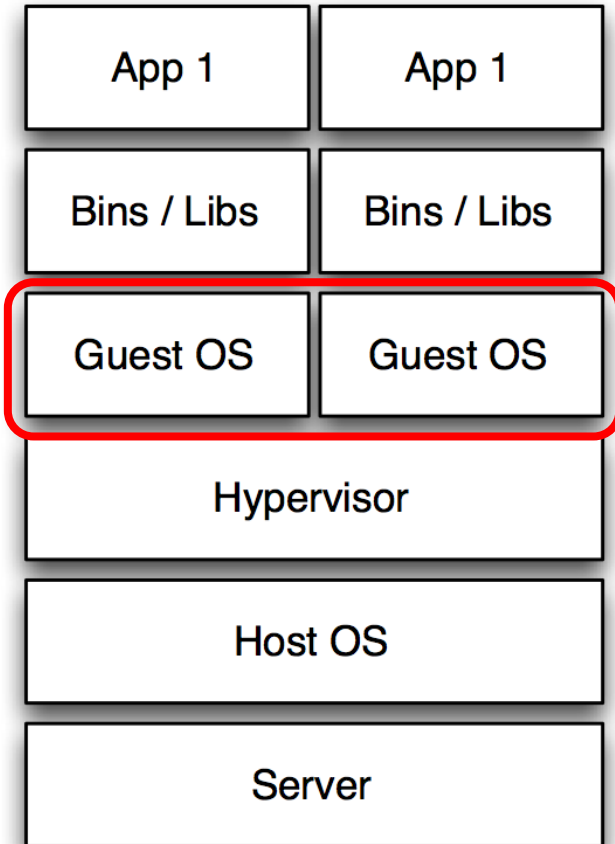 App 1 App 1
Bins / Libs Bins / Libs
Guest OS Guest OS
Hypervisor
Host OS
Server